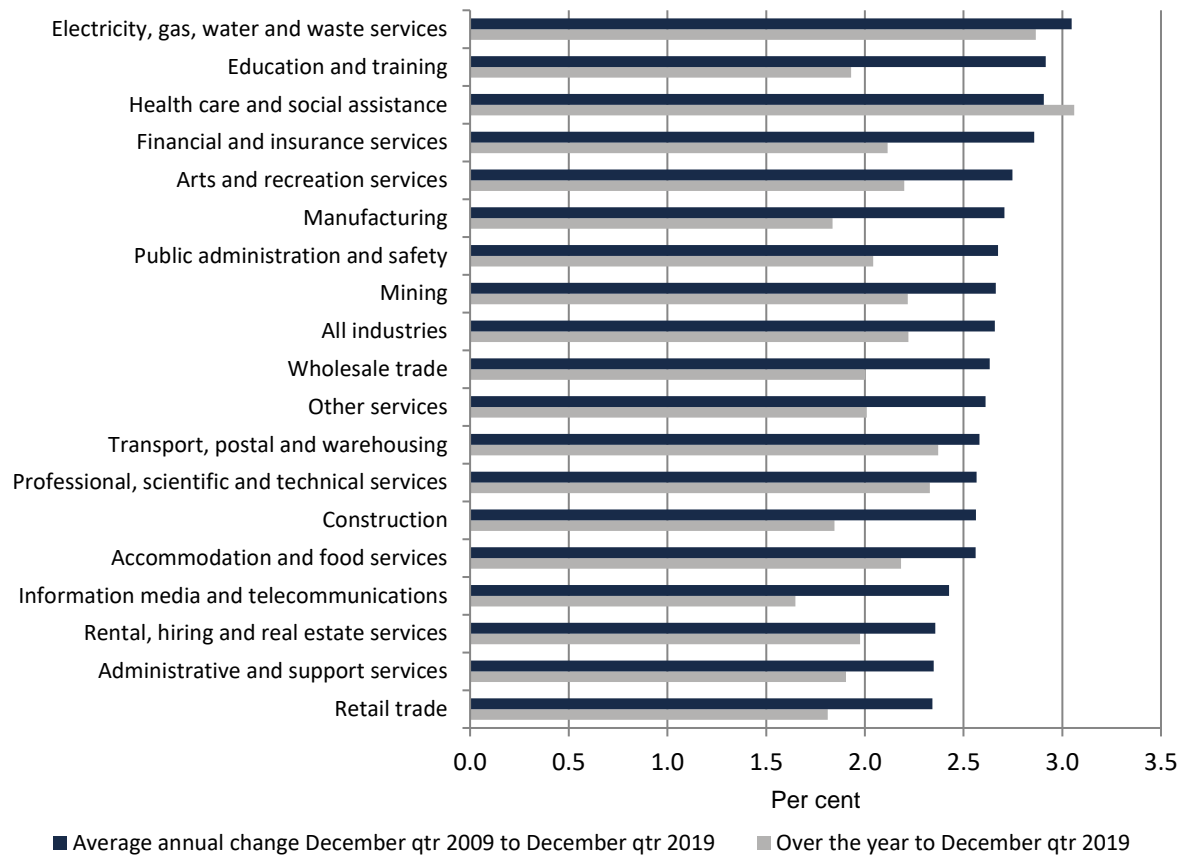 Electricity, gas, water and waste services
Education and training
Health care and social assistance
Financial and insurance services
Arts and recreation services
Manufacturing
Public administration and safety
Mining
All industries
Wholesale trade
Other services
Transport, postal and warehousing
Professional, scientific and technical services
Construction
Accommodation and food services
Information media and telecommunications
Rental, hiring and real estate services
Administrative and support services
Retail trade
0.0 0.5 1.0 1.5 2.0 2.5 3.0 3.5
Per cent
Average annual change December qtr 2009 to December qtr 2019 Over the year to December qtr 2019